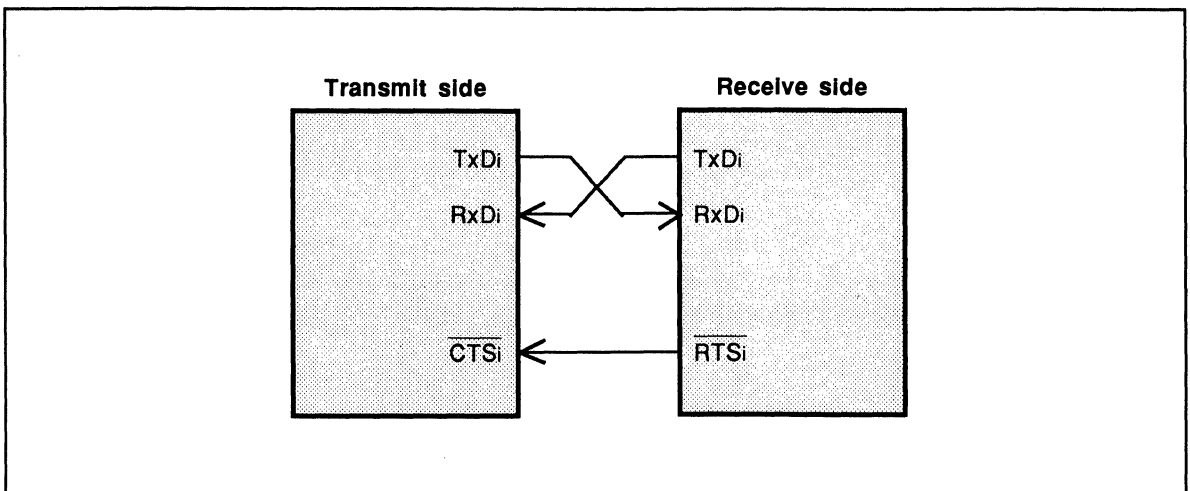 Transmit side
Receive side
TxDi
RxDi
CTSi
TxDi
RxDi
RTSi